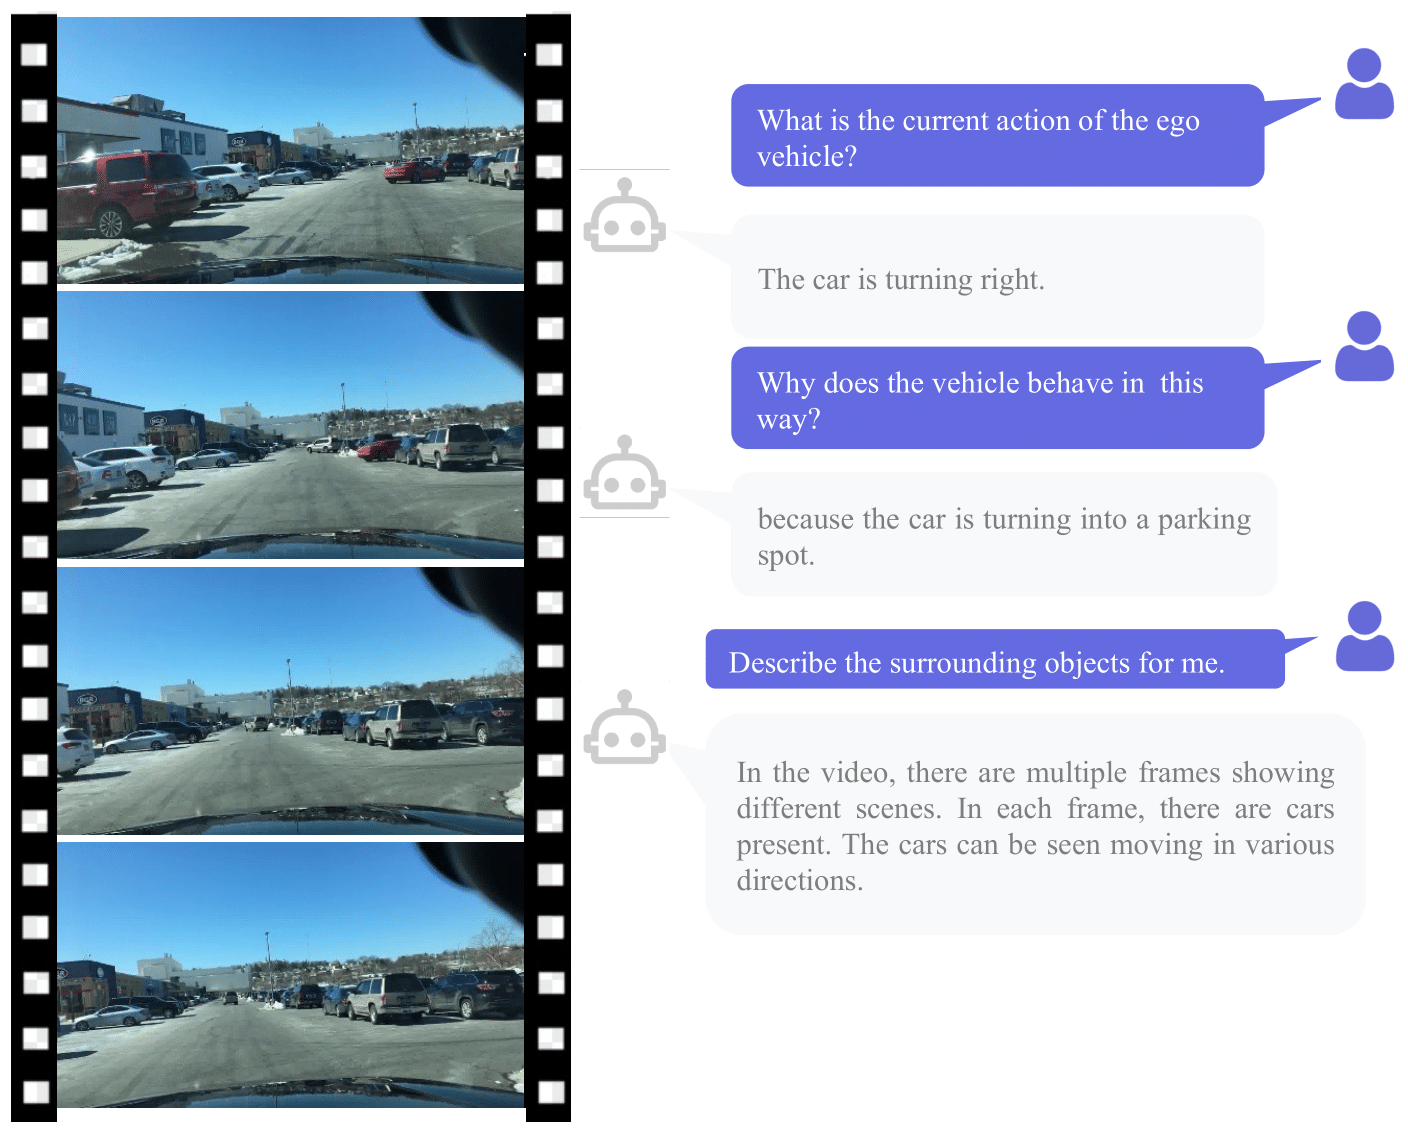 What is the current action of the ego
vehicle?
The car is turning right.
Why does the vehicle behave in  this
way?
because the car is turning into a parking
spot.
Describe the surrounding objects for me.
In the video, there are multiple frames showing
different scenes. In each frame, there are cars
present. The cars can be seen moving in various
directions.